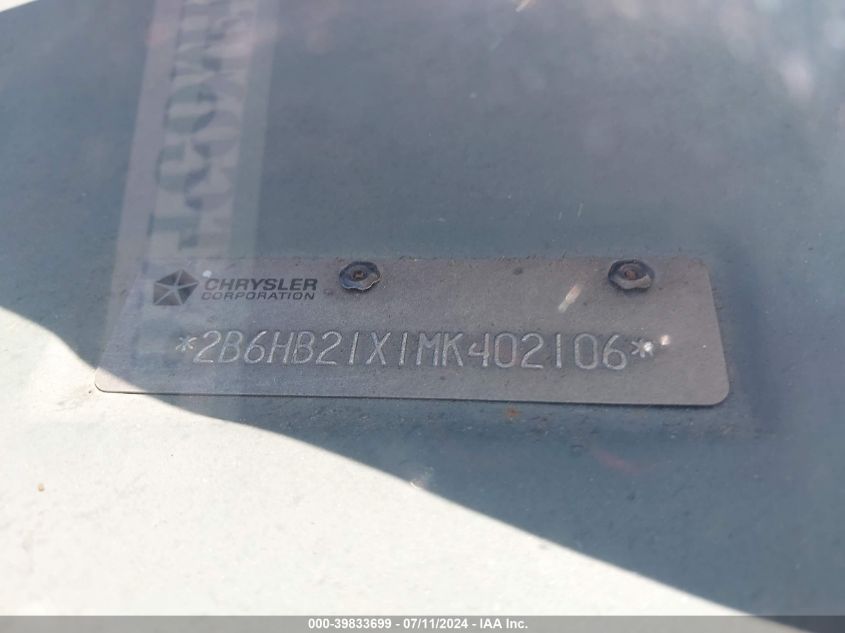 CHRYSLER
CORPORATION
*2B6HB21X1MK402106*
000-39833699 - 07/11/2024 - IAA Inc.